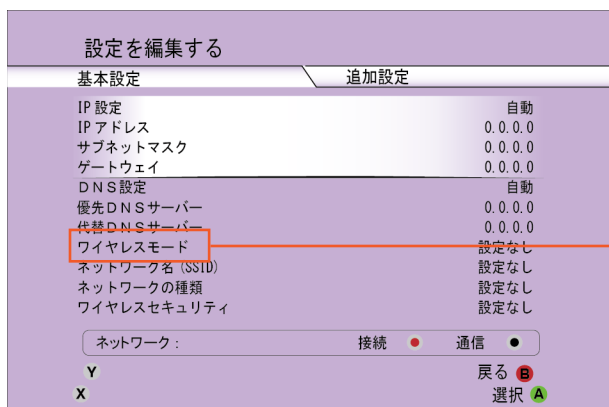 設定を編集する
基本設定 追加設定
IP 設定 自動
IP アドレス 0.0.0.0
サブネットマスク 0.0.0.0
ゲートウェイ 0.0.0.0
DNS設定 自動
優先DNSサーバー 0.0.0.0
代替DNSサーバー 0.0.0.0
ワイヤレスモード 設定なし
ネットワーク名 (SSID) 設定なし
ネットワークの種類 設定なし
ワイヤレスセキュリティ 設定なし
ネットワーク : 接続 通信
Y 戻る B
X 選択 A